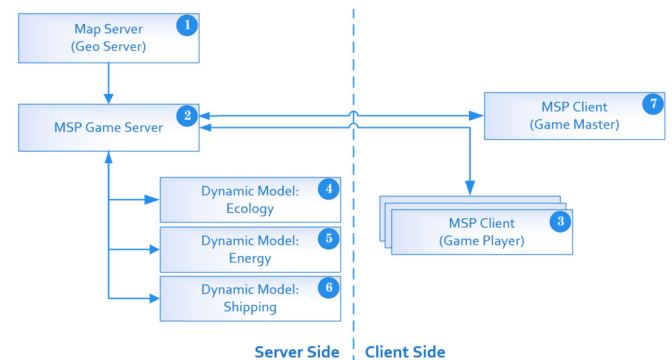 1
Map Server
(Geo Server)
2
MSP Game Server
7
MSP Client
(Game Master)
4
Dynamic Model:
Ecology
3
MSP Client
(Game Player)
5
Dynamic Model:
Energy
6
Dynamic Model:
Shipping
Server Side
Client Side